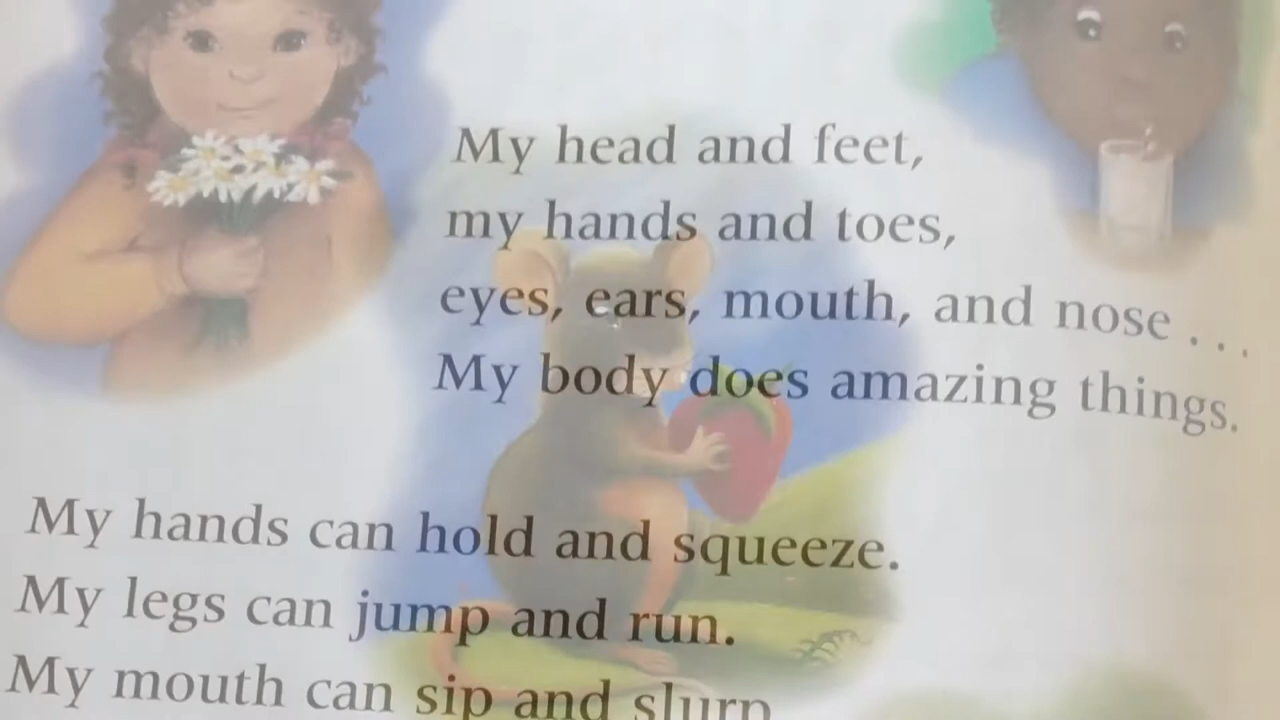 My head and feet,
my hands and toes,
eyes, ears, mouth, and nose . . .
My body does amazing things.
My hands can hold and squeeze.
My legs can jump and run.
My mouth can sip and slurp